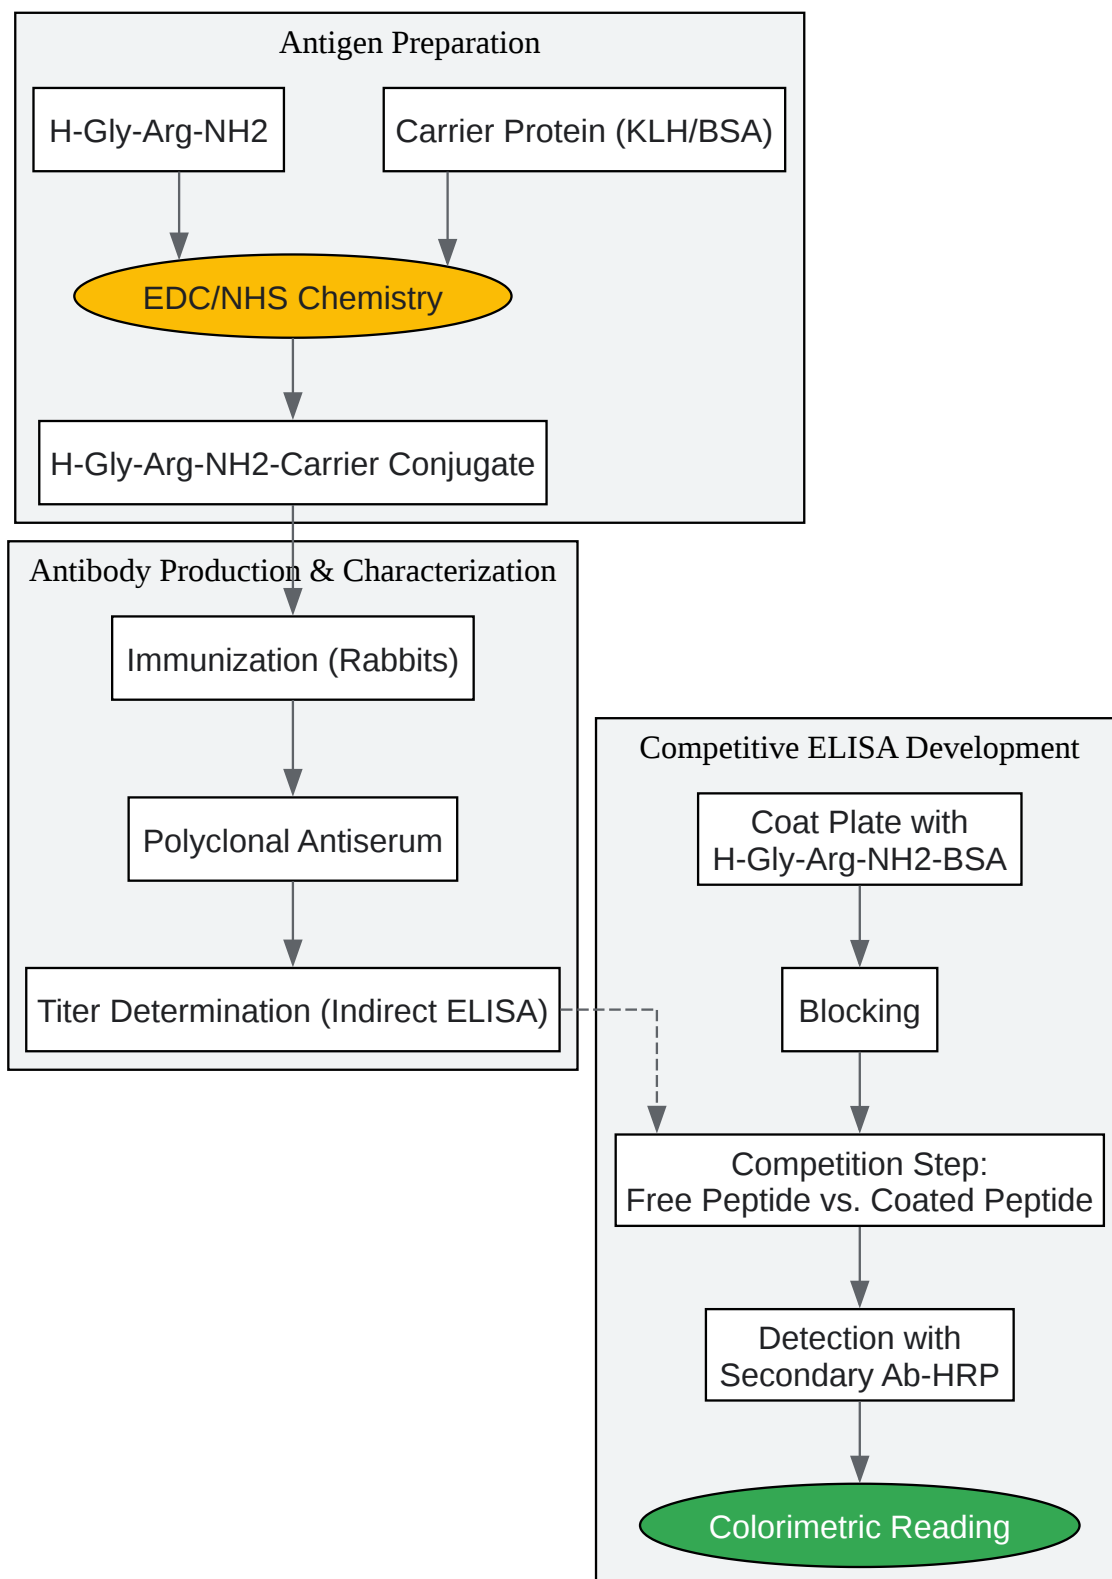 Antigen Preparation
H-Gly-Arg-NH2
Carrier Protein (KLH/BSA)
EDC/NHS Chemistry
H-Gly-Arg-NH2-Carrier Conjugate
Antibody Production & Characterization
Immunization (Rabbits)
Polyclonal Antiserum
Titer Determination (Indirect ELISA)
Competitive ELISA Development
Coat Plate with
H-Gly-Arg-NH2-BSA
Blocking
Competition Step:
Free Peptide vs. Coated Peptide
Detection with
Secondary Ab-HRP
Colorimetric Reading